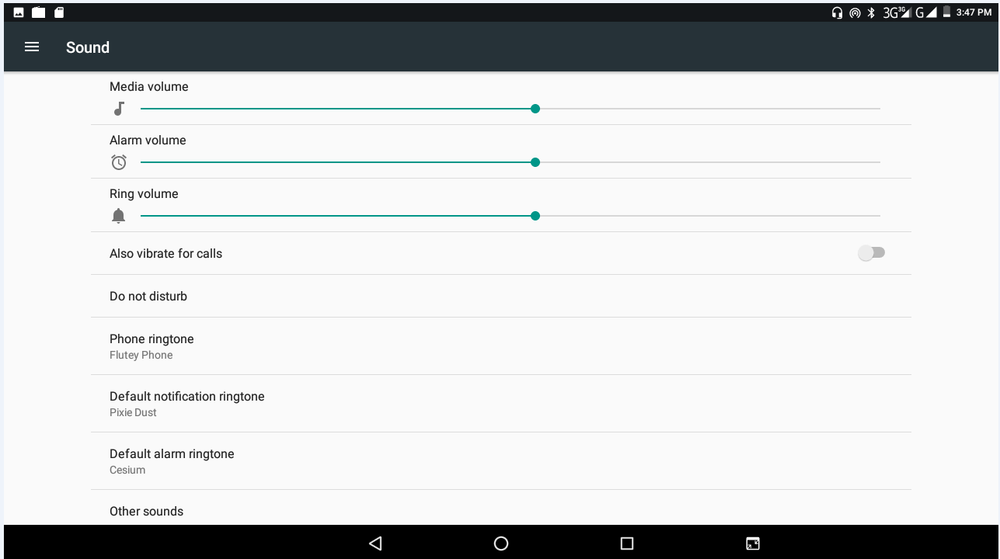 3G 3G G 3:47 PM
Sound
Media volume
Alarm volume
Ring volume
Also vibrate for calls
Do not disturb
Phone ringtone
Flutey Phone
Default notification ringtone
Pixie Dust
Default alarm ringtone
Cesium
Other sounds